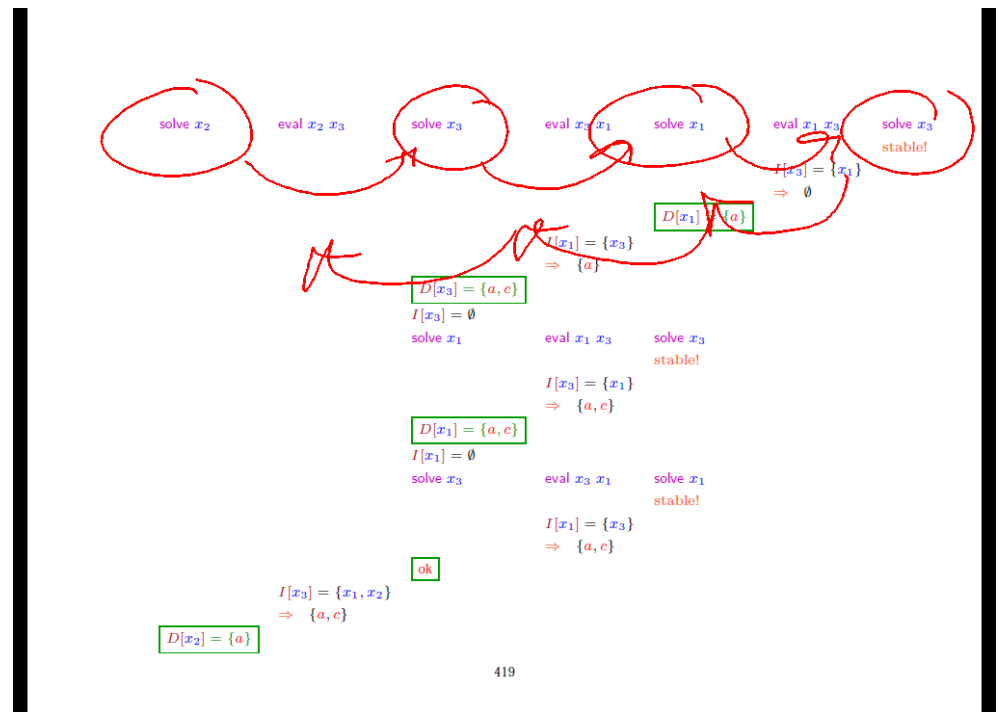 solve x₂ eval x₂ x₃ solve x₃ eval x₃ x₁ solve x₁ eval x₁ x₃ solve x₃
stable!
I[x₃] = {x₁}
⇒ ∅
D[x₁] = {a}
I[x₁] = {x₃}
⇒ {a}
D[x₃] = {a, c}
I[x₃] = ∅
solve x₁ eval x₁ x₃ solve x₃
stable!
I[x₃] = {x₁}
⇒ {a, c}
D[x₁] = {a, c}
I[x₁] = ∅
solve x₃ eval x₃ x₁ solve x₁
stable!
I[x₁] = {x₃}
⇒ {a, c}
ok
I[x₃] = {x₁, x₂}
⇒ {a, c}
D[x₂] = {a}
419